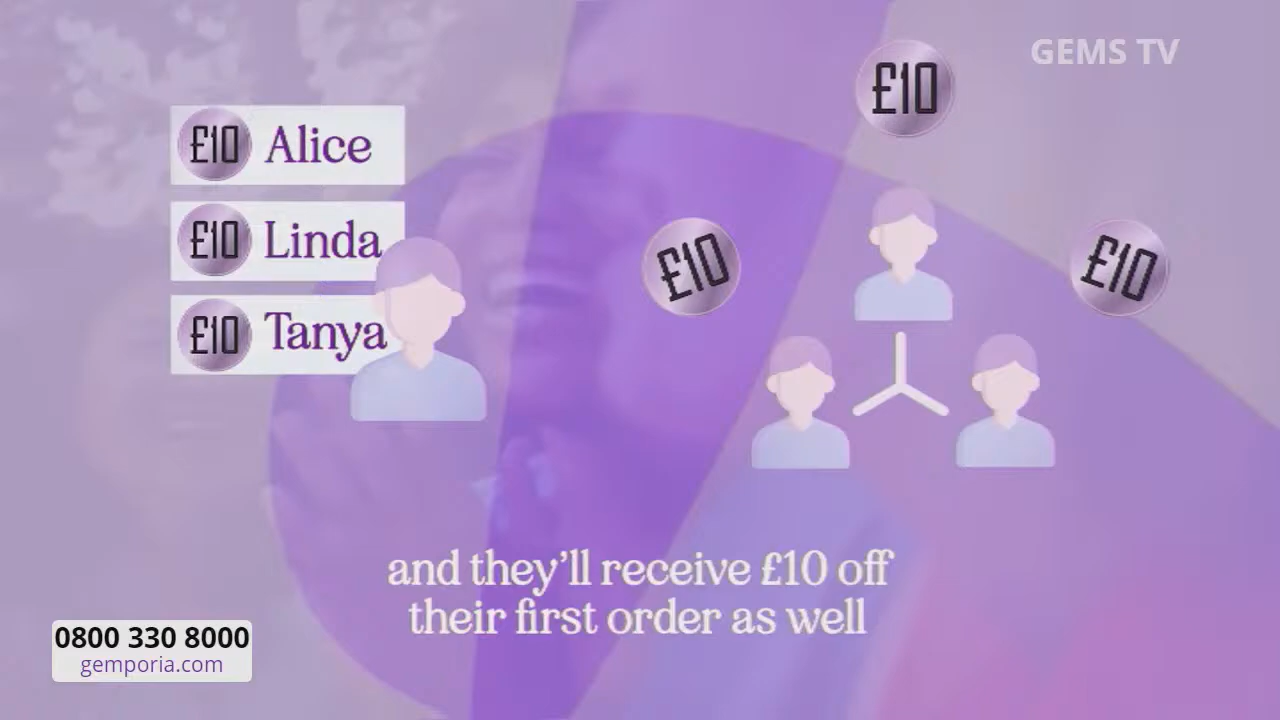 GEMS TV
£10
£10 Alice
£10 Linda
£10 Tanya
£10
£10
and they'll receive £10 off
their first order as well
0800 330 8000
gemporia.com